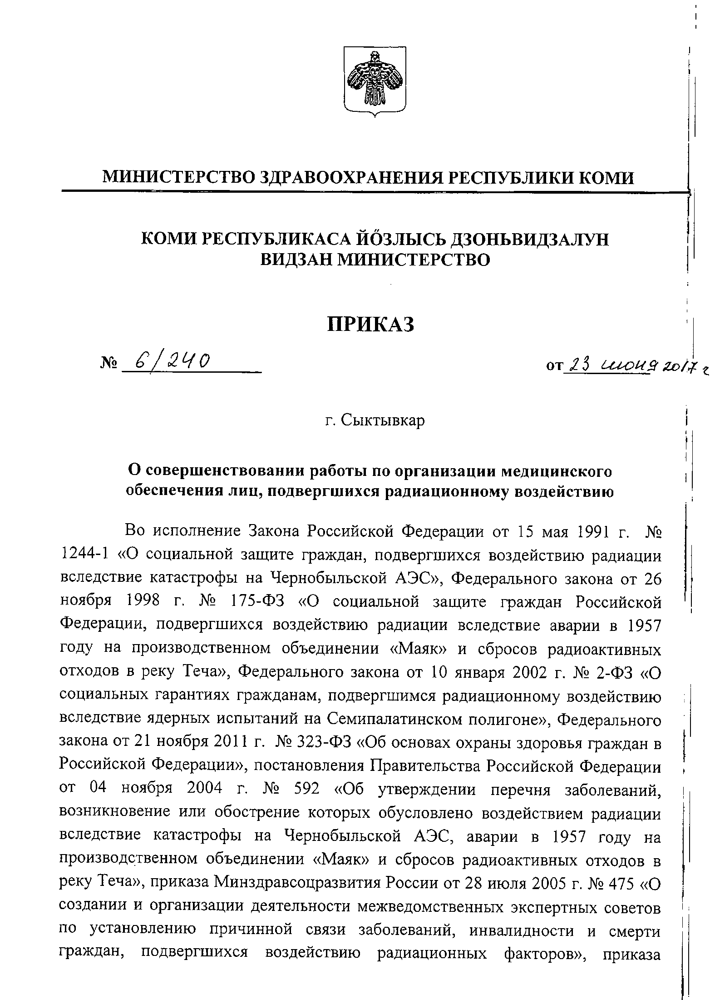 МИНИСТЕРСТВО ЗДРАВООХРАНЕНИЯ РЕСПУБЛИКИ КОМИ
КОМИ РЕСПУБЛИКАСА ЙӦЗЛЫСЬ ДЗОНЬВИДЗАЛУН
ВИДЗАН МИНИСТЕРСТВО
ПРИКАЗ
№ 6/240 от 23 июня 2017 г
г. Сыктывкар
О совершенствовании работы по организации медицинского
обеспечения лиц, подвергшихся радиационному воздействию
Во исполнение Закона Российской Федерации от 15 мая 1991 г. №
1244-1 «О социальной защите граждан, подвергшихся воздействию радиации
вследствие катастрофы на Чернобыльской АЭС», Федерального закона от 26
ноября 1998 г. № 175-ФЗ «О социальной защите граждан Российской
Федерации, подвергшихся воздействию радиации вследствие аварии в 1957
году на производственном объединении «Маяк» и сбросов радиоактивных
отходов в реку Теча», Федерального закона от 10 января 2002 г. № 2-ФЗ «О
социальных гарантиях гражданам, подвергшимся радиационному воздействию
вследствие ядерных испытаний на Семипалатинском полигоне», Федерального
закона от 21 ноября 2011 г. № 323-ФЗ «Об основах охраны здоровья граждан в
Российской Федерации», постановления Правительства Российской Федерации
от 04 ноября 2004 г. № 592 «Об утверждении перечня заболеваний,
возникновение или обострение которых обусловлено воздействием радиации
вследствие катастрофы на Чернобыльской АЭС, аварии в 1957 году на
производственном объединении «Маяк» и сбросов радиоактивных отходов в
реку Теча», приказа Минздравсоцразвития России от 28 июля 2005 г. № 475 «О
создании и организации деятельности межведомственных экспертных советов
по установлению причинной связи заболеваний, инвалидности и смерти
граждан, подвергшихся воздействию радиационных факторов», приказа